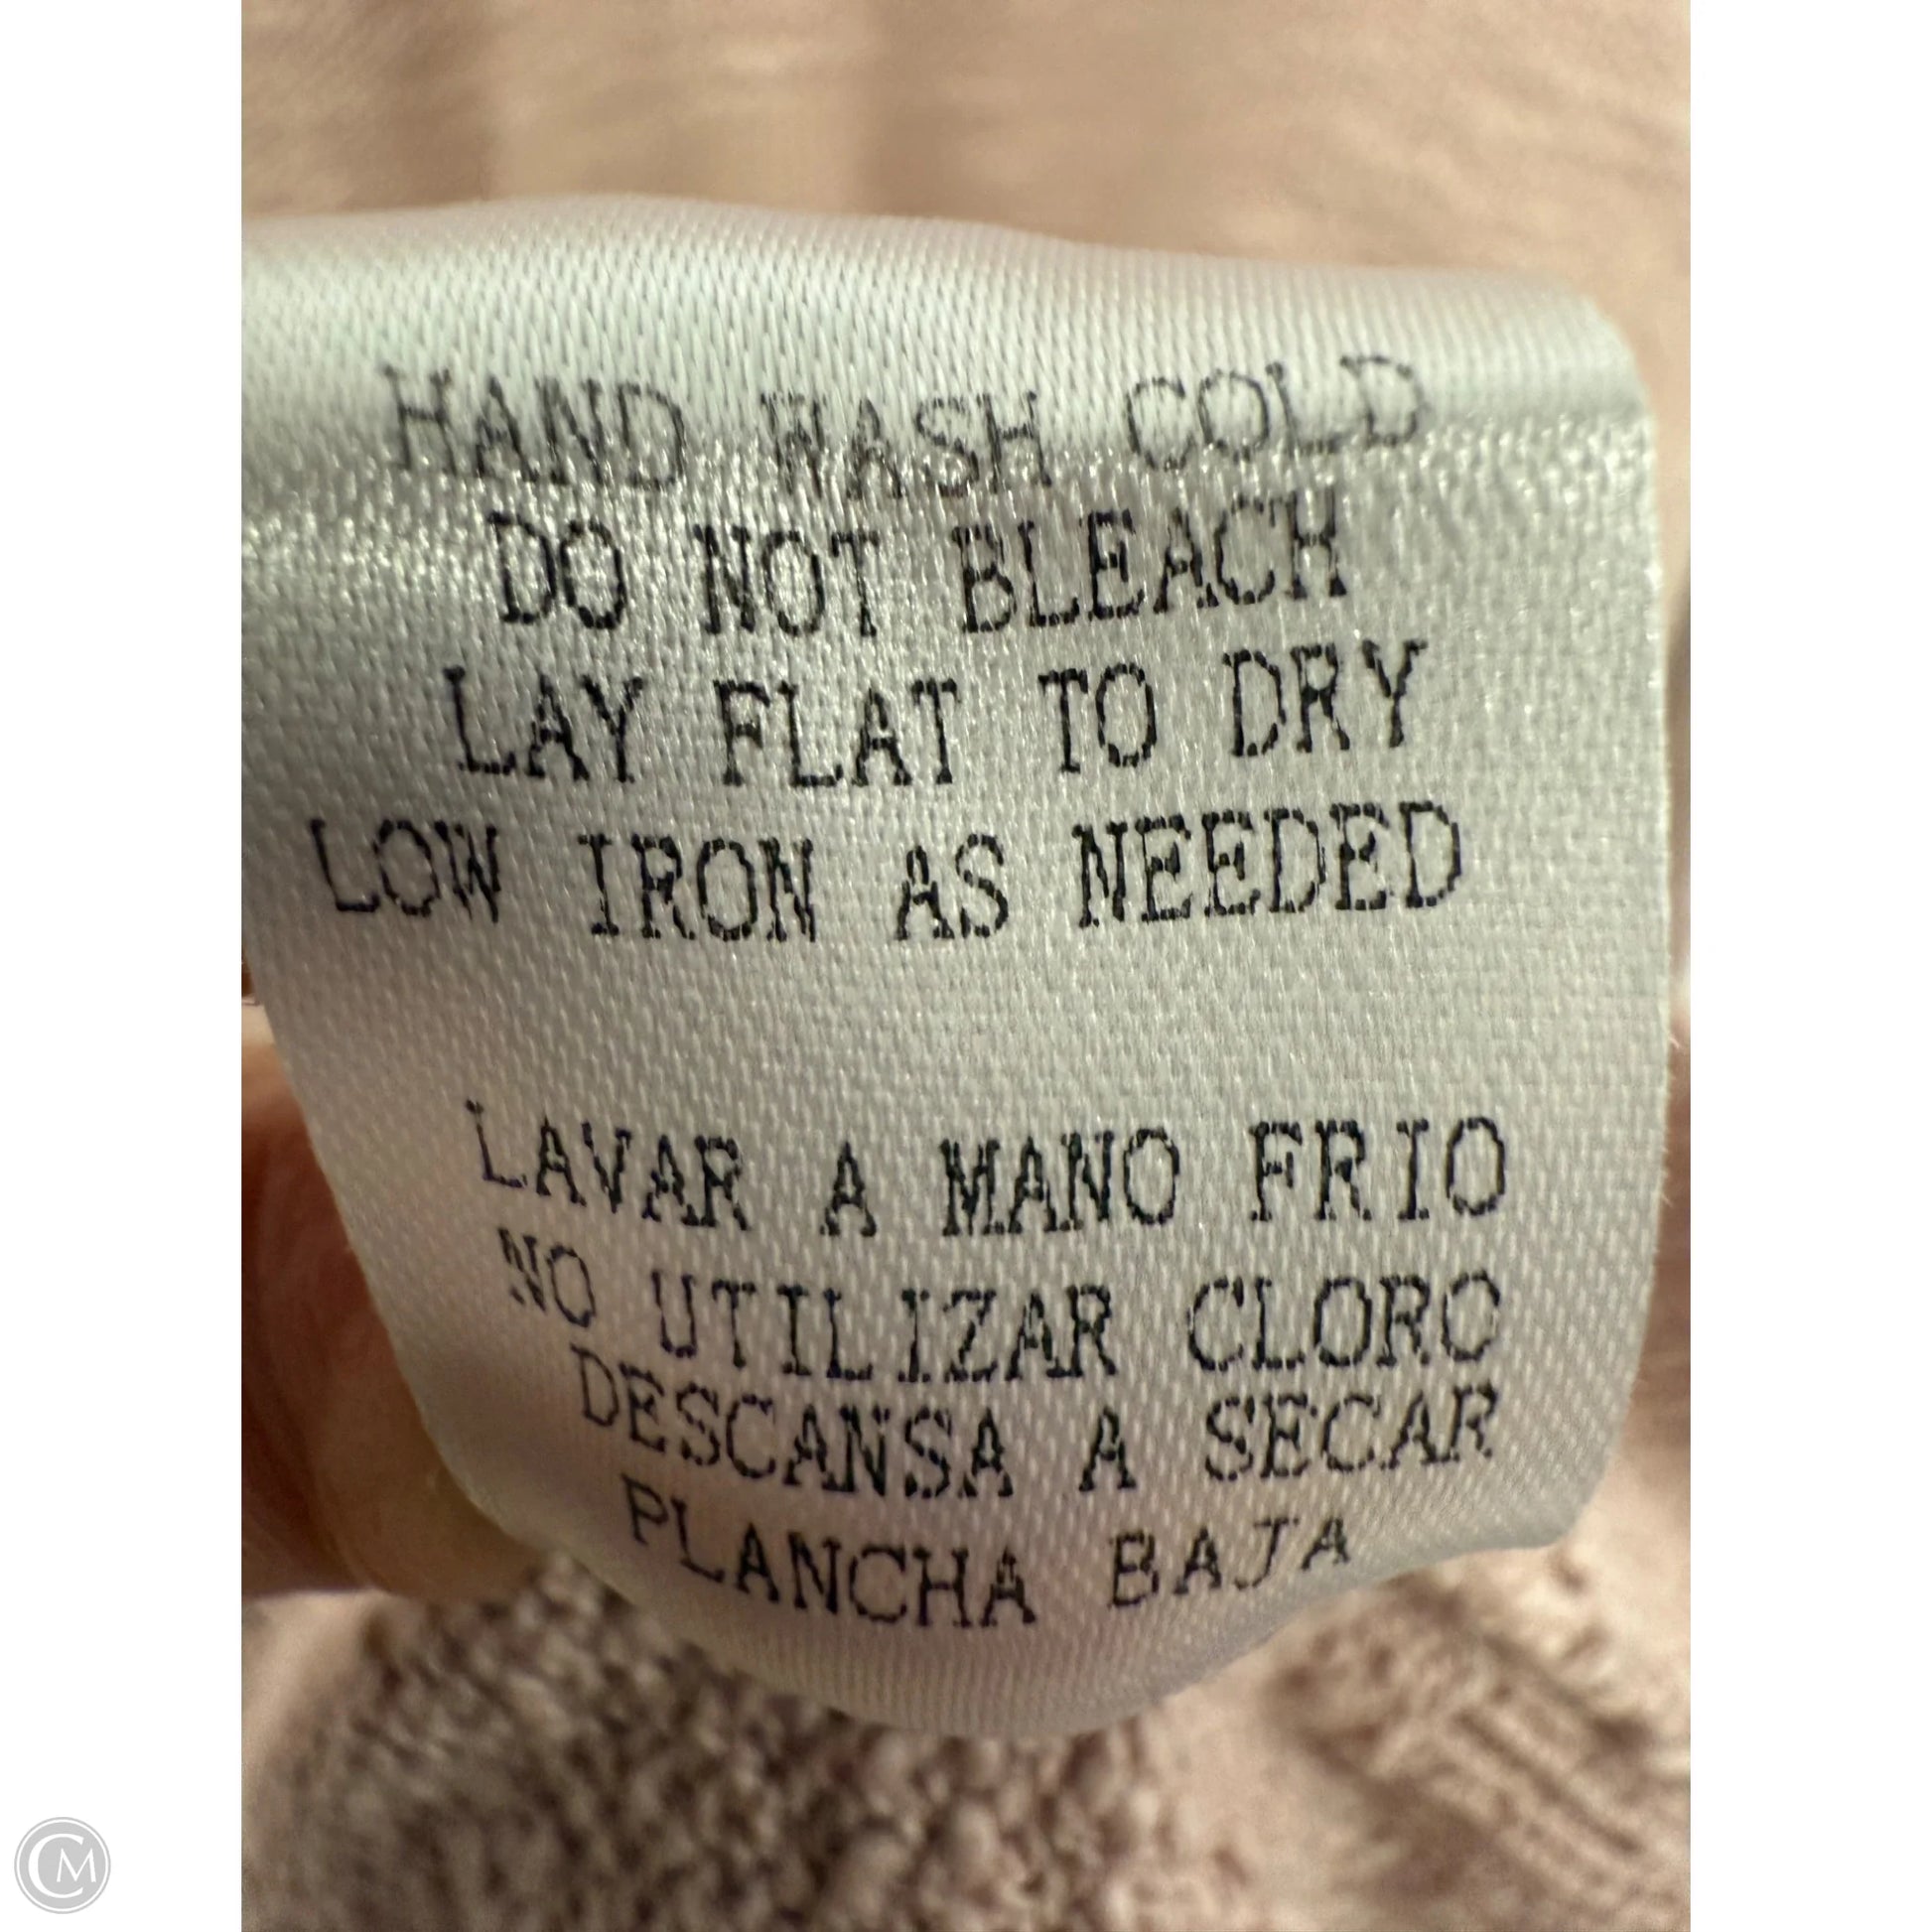 HAND WASH COLD
DO NOT BLEACH
LAY FLAT TO DRY
LOW IRON AS NEEDED
LAVAR A MANO FRIO
NO UTILIZAR CLORO
DESCANSA A SECAR
PLANCHA BAJA
CM